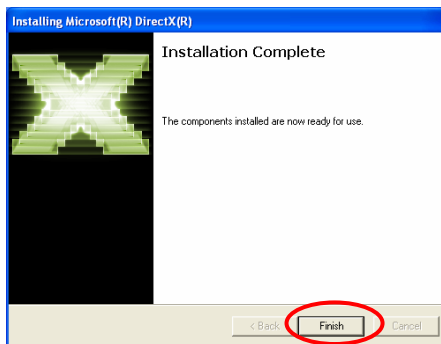 Installing Microsoft(R) DirectX(R)
Installation Complete
The components installed are now ready for use.
< Back Finish Cancel